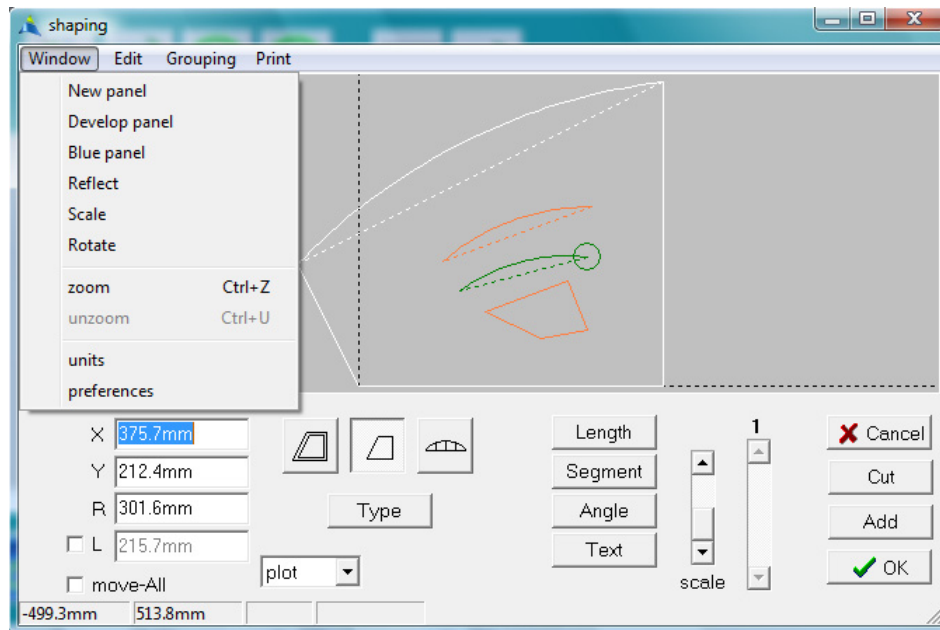 shaping
Window Edit Grouping Print
New panel
Develop panel
Blue panel
Reflect
Scale
Rotate
zoom Ctrl+Z
unzoom Ctrl+U
units
preferences
X 375.7mm
Y 212.4mm
R 301.6mm
L 215.7mm
move-All
Type
plot
Length
Segment
Angle
Text
scale
1
Cancel
Cut
Add
OK
-499.3mm 513.8mm